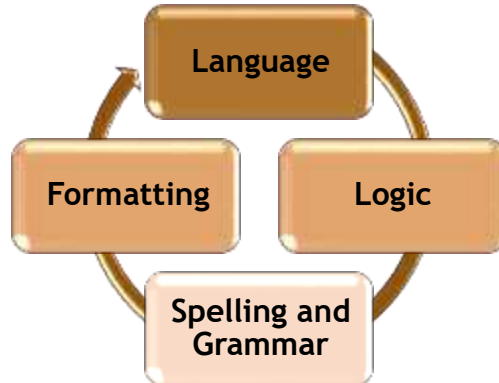 Language
Formatting
Logic
Spelling and
Grammar